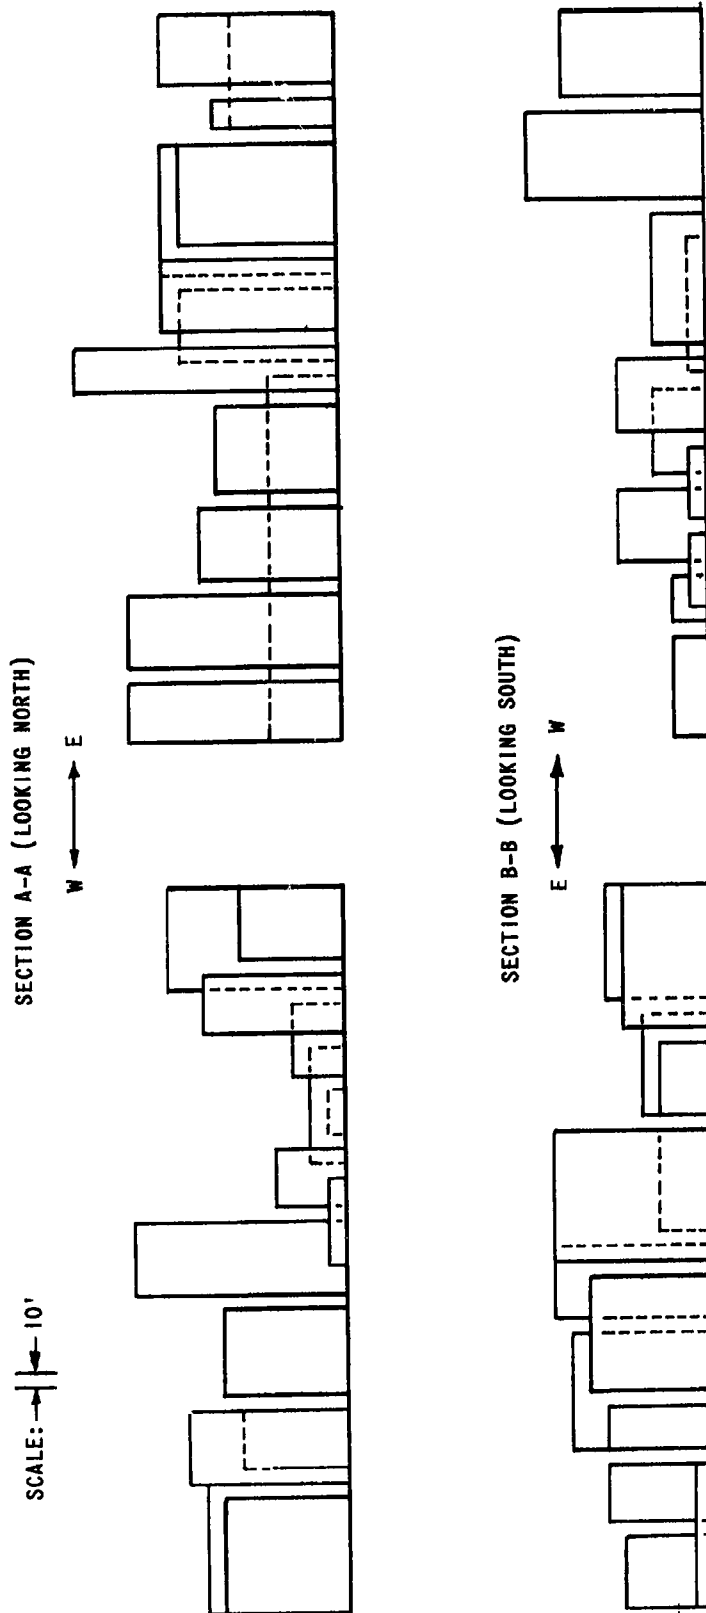 SCALE: 10'
SECTION A-A (LOOKING NORTH)
W E
SECTION B-B (LOOKING SOUTH)
E W